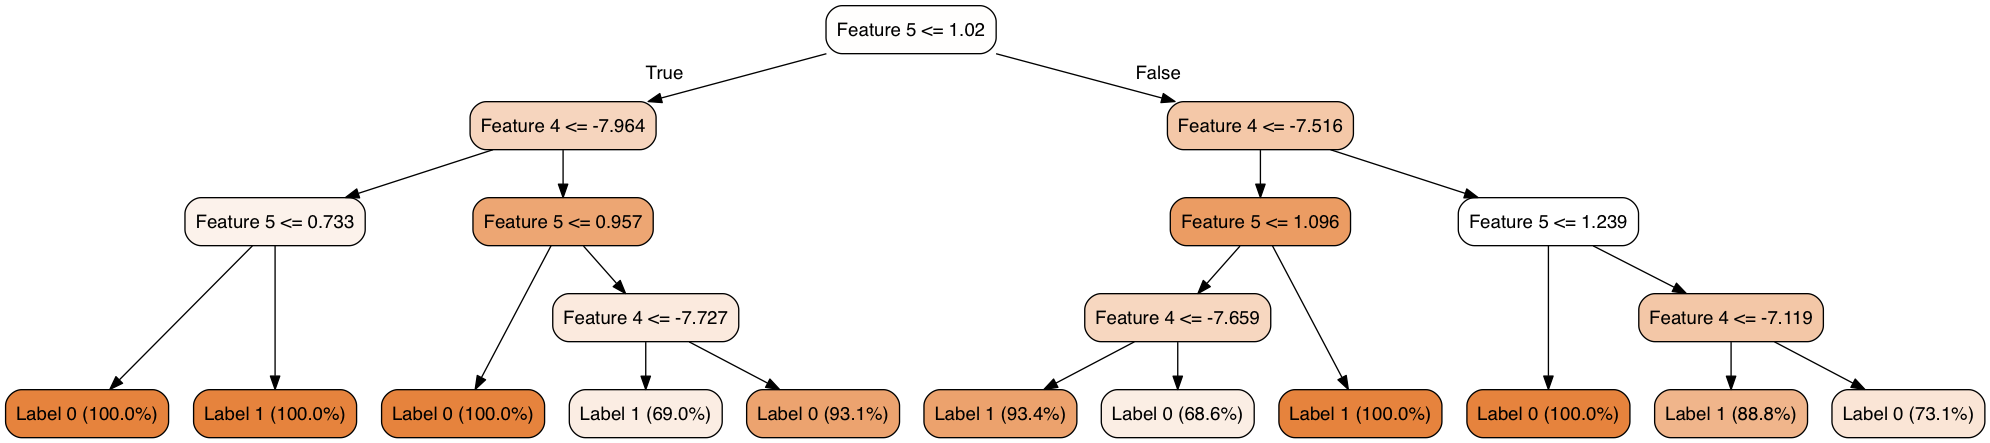 Feature 5 <= 1.02
True
False
Feature 4 <= -7.964
Feature 4 <= -7.516
Feature 5 <= 0.733
Feature 5 <= 0.957
Feature 5 <= 1.096
Feature 5 <= 1.239
Feature 4 <= -7.727
Feature 4 <= -7.659
Feature 4 <= -7.119
Label 0 (100.0%)
Label 1 (100.0%)
Label 0 (100.0%)
Label 1 (69.0%)
Label 0 (93.1%)
Label 1 (93.4%)
Label 0 (68.6%)
Label 1 (100.0%)
Label 0 (100.0%)
Label 1 (88.8%)
Label 0 (73.1%)